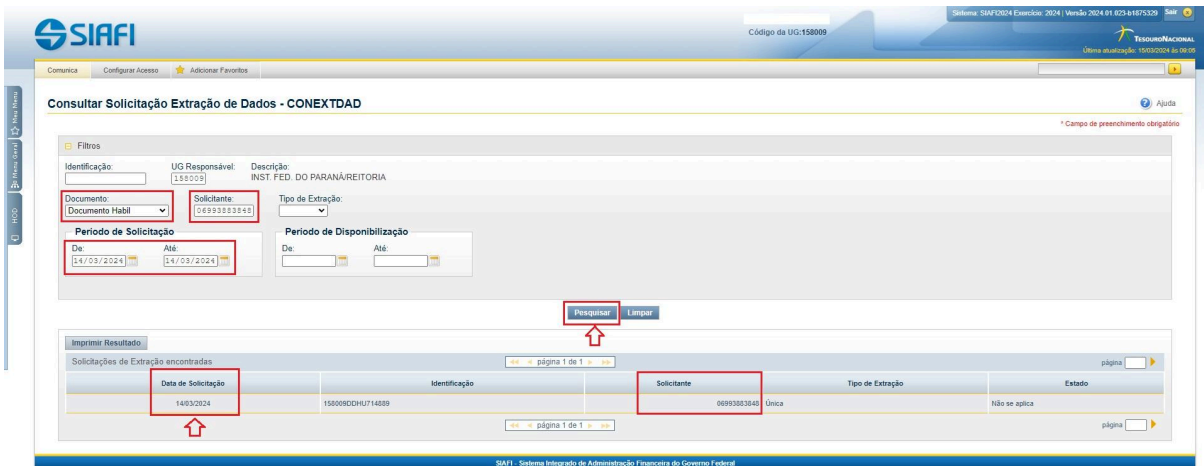 Sistema: SIAFI2024 Exercício: 2024 | Versão 2024.01.023-b1875329 Sair
SIAFI
Código da UG:158009
TESOURONACIONAL
Última atualização: 15/03/2024 às 09:05
Comunica Configurar Acesso Adicionar Favoritos
Meu Menu
Menu Geral
HOD
Consultar Solicitação Extração de Dados - CONEXTDAD
Ajuda
* Campo de preenchimento obrigatório
Filtros
Identificação: UG Responsável: Descrição:
158009 INST. FED. DO PARANÁ/REITORIA
Documento: Solicitante: Tipo de Extração:
Documento Habil 06993883848
Período de Solicitação Período de Disponibilização
De: Até: De: Até:
14/03/2024 14/03/2024
Pesquisar Limpar
Imprimir Resultado
Solicitações de Extração encontradas página 1 de 1 página
Data de Solicitação Identificação Solicitante Tipo de Extração Estado
14/03/2024 158009DDHU714889 06993883848 Única Não se aplica
página 1 de 1 página
SIAFI - Sistema Integrado de Administração Financeira do Governo Federal